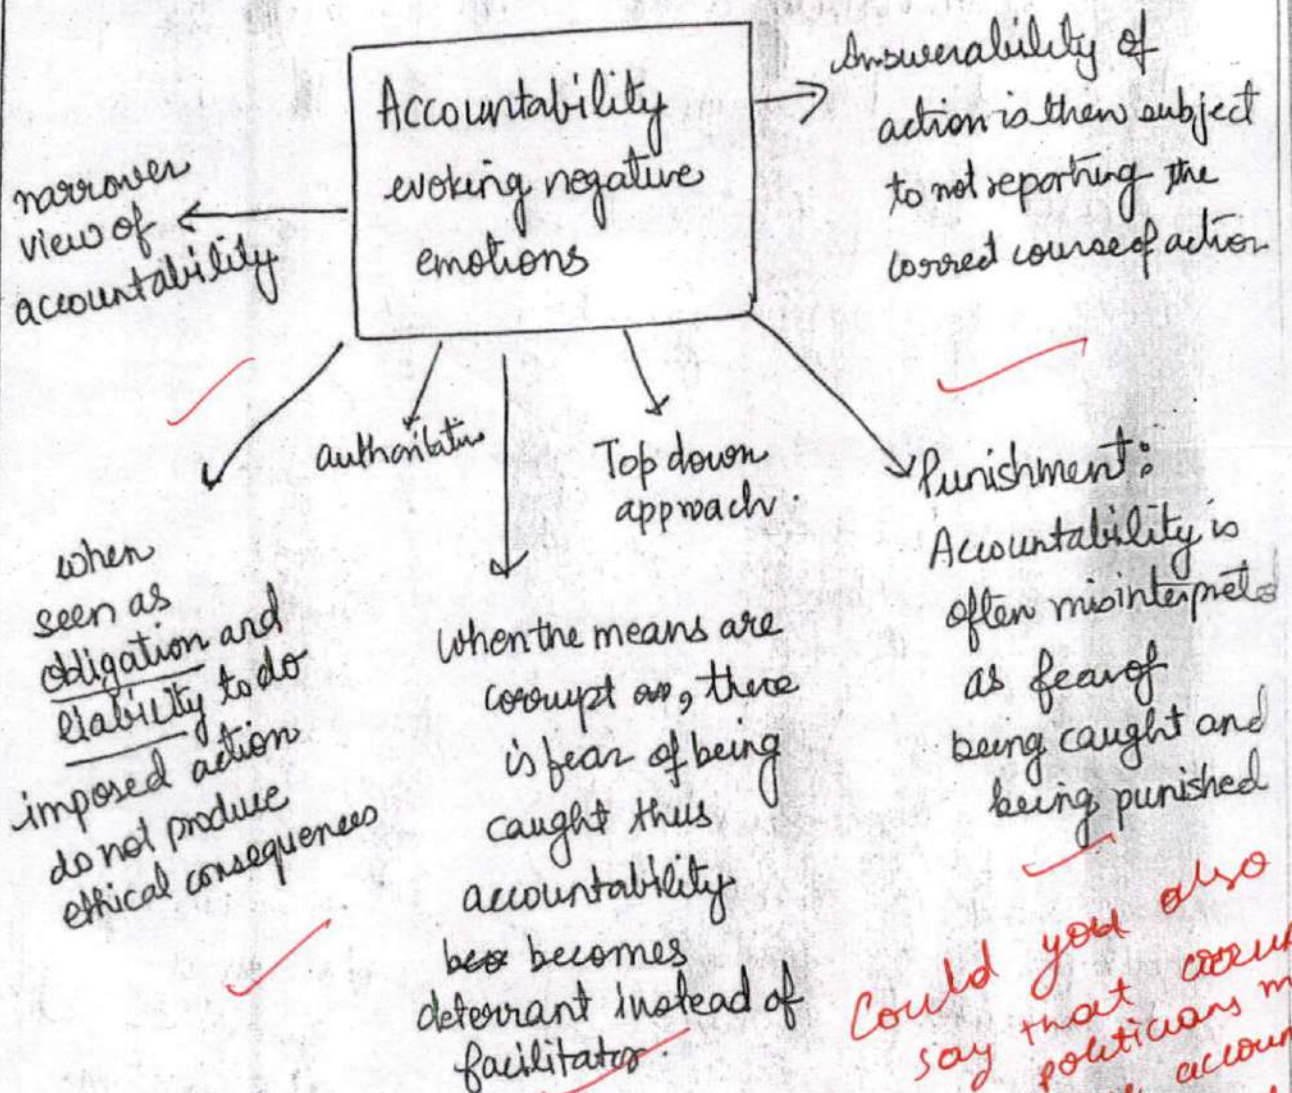 Accountability
evoking negative
emotions
Answerability of
action is then subject
to not reporting the
correct course of action
narrower
view of
accountability
when
seen as
obligation and
liability to do
imposed action
do not produce
ethical consequences
authoritative
Top down
approach.
when the means are
corrupt as, there
is fear of being
caught thus
accountability
becomes
deterrant instead of
facilitator.
Punishment:
Accountability is
often misinterpreted
as fear of
being caught and
being punished
Could you also
say that
politicians